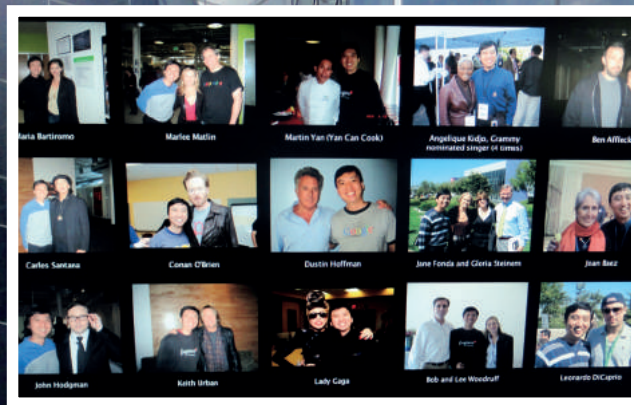 Maria Bartiromo
Marlee Matlin
Martin Yan (Yan Can Cook)
Angelique Kidjo, Grammy
nominated singer (4 times)
Ben Affleck
Carlos Santana
Conan O'Brien
Dustin Hoffman
Jane Fonda and Gloria Steinem
Joan Baez
John Hodgman
Keith Urban
Lady Gaga
Bob and Lee Woodruff
Leonardo DiCaprio